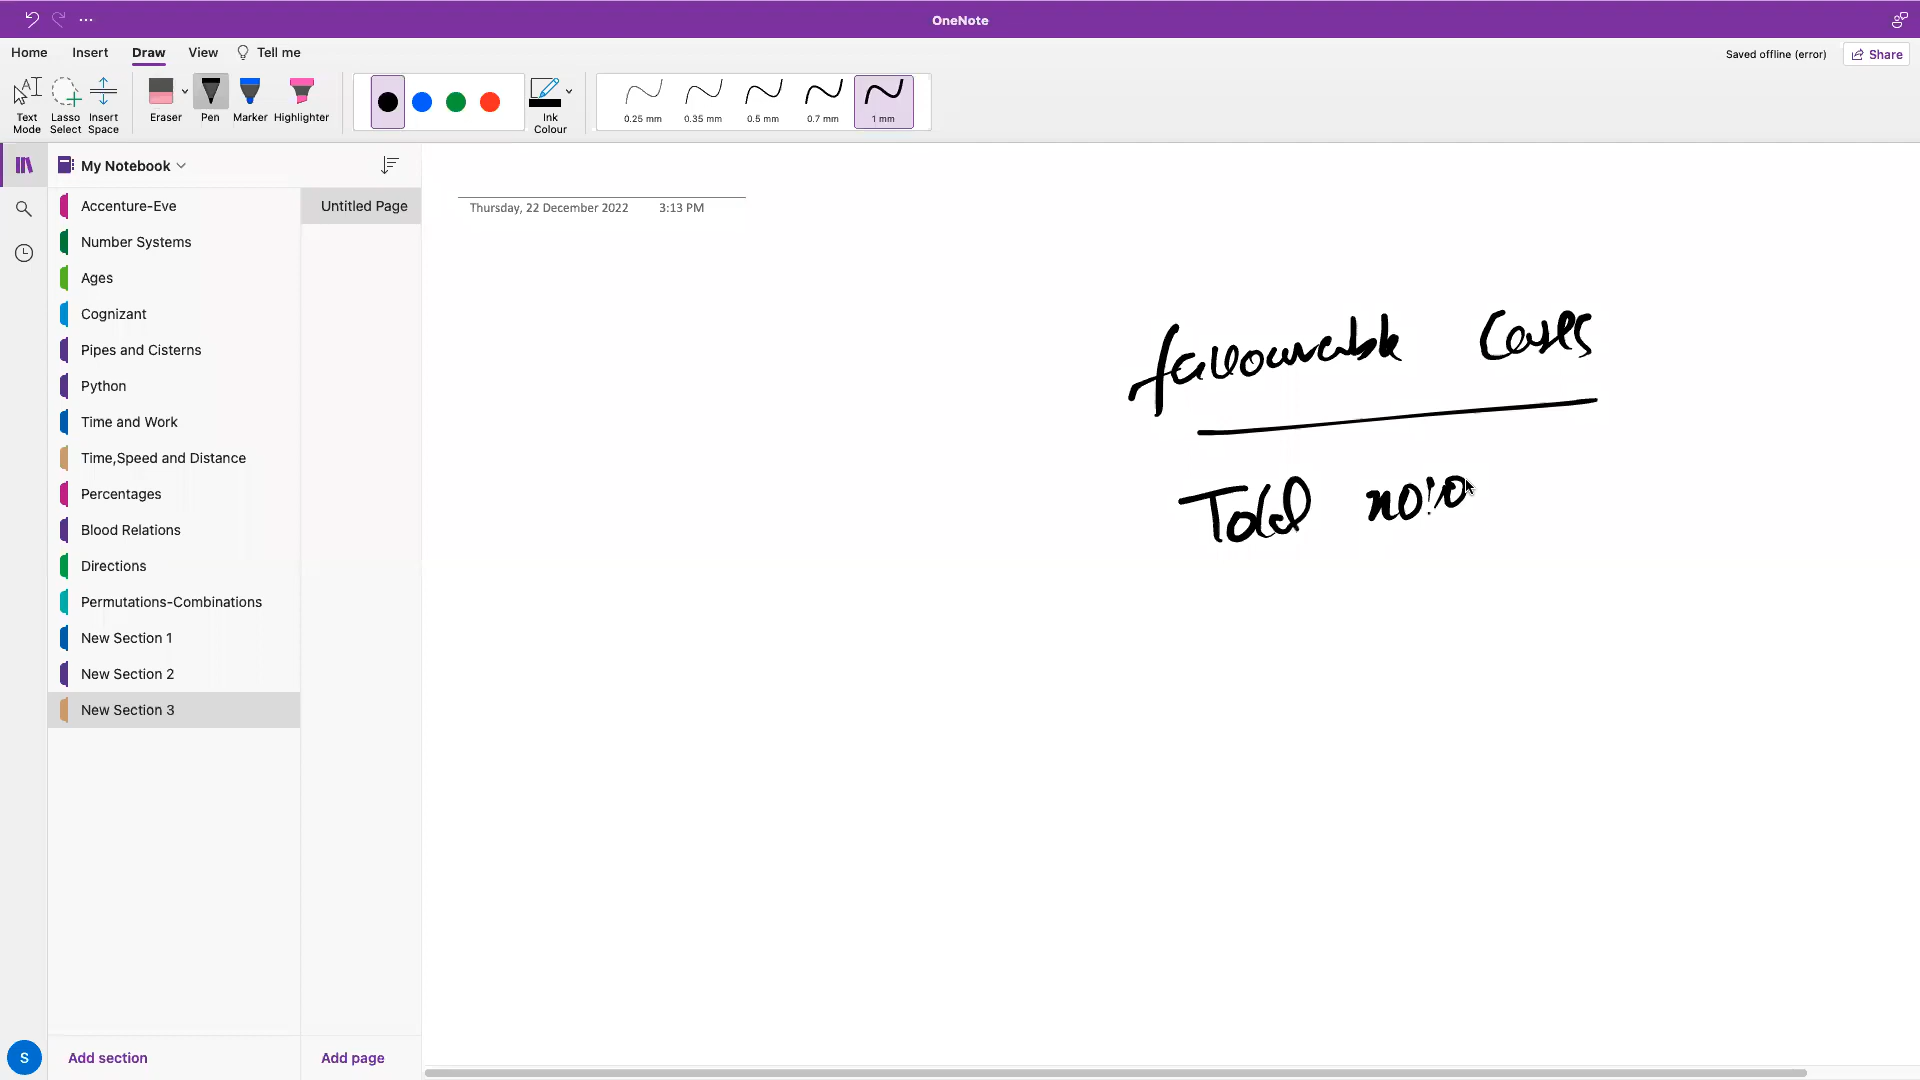 OneNote
Home Insert Draw View Tell me
Saved offline (error) Share
Text Mode
Lasso Select
Insert Space
Eraser
Pen
Marker
Highlighter
Ink Colour
0.25 mm
0.35 mm
0.5 mm
0.7 mm
1 mm
My Notebook
Accenture-Eve
Number Systems
Ages
Cognizant
Pipes and Cisterns
Python
Time and Work
Time,Speed and Distance
Percentages
Blood Relations
Directions
Permutations-Combinations
New Section 1
New Section 2
New Section 3
Add section
Untitled Page
Add page
Thursday, 22 December 2022 3:13 PM
favourable Cases
Total no:o
S